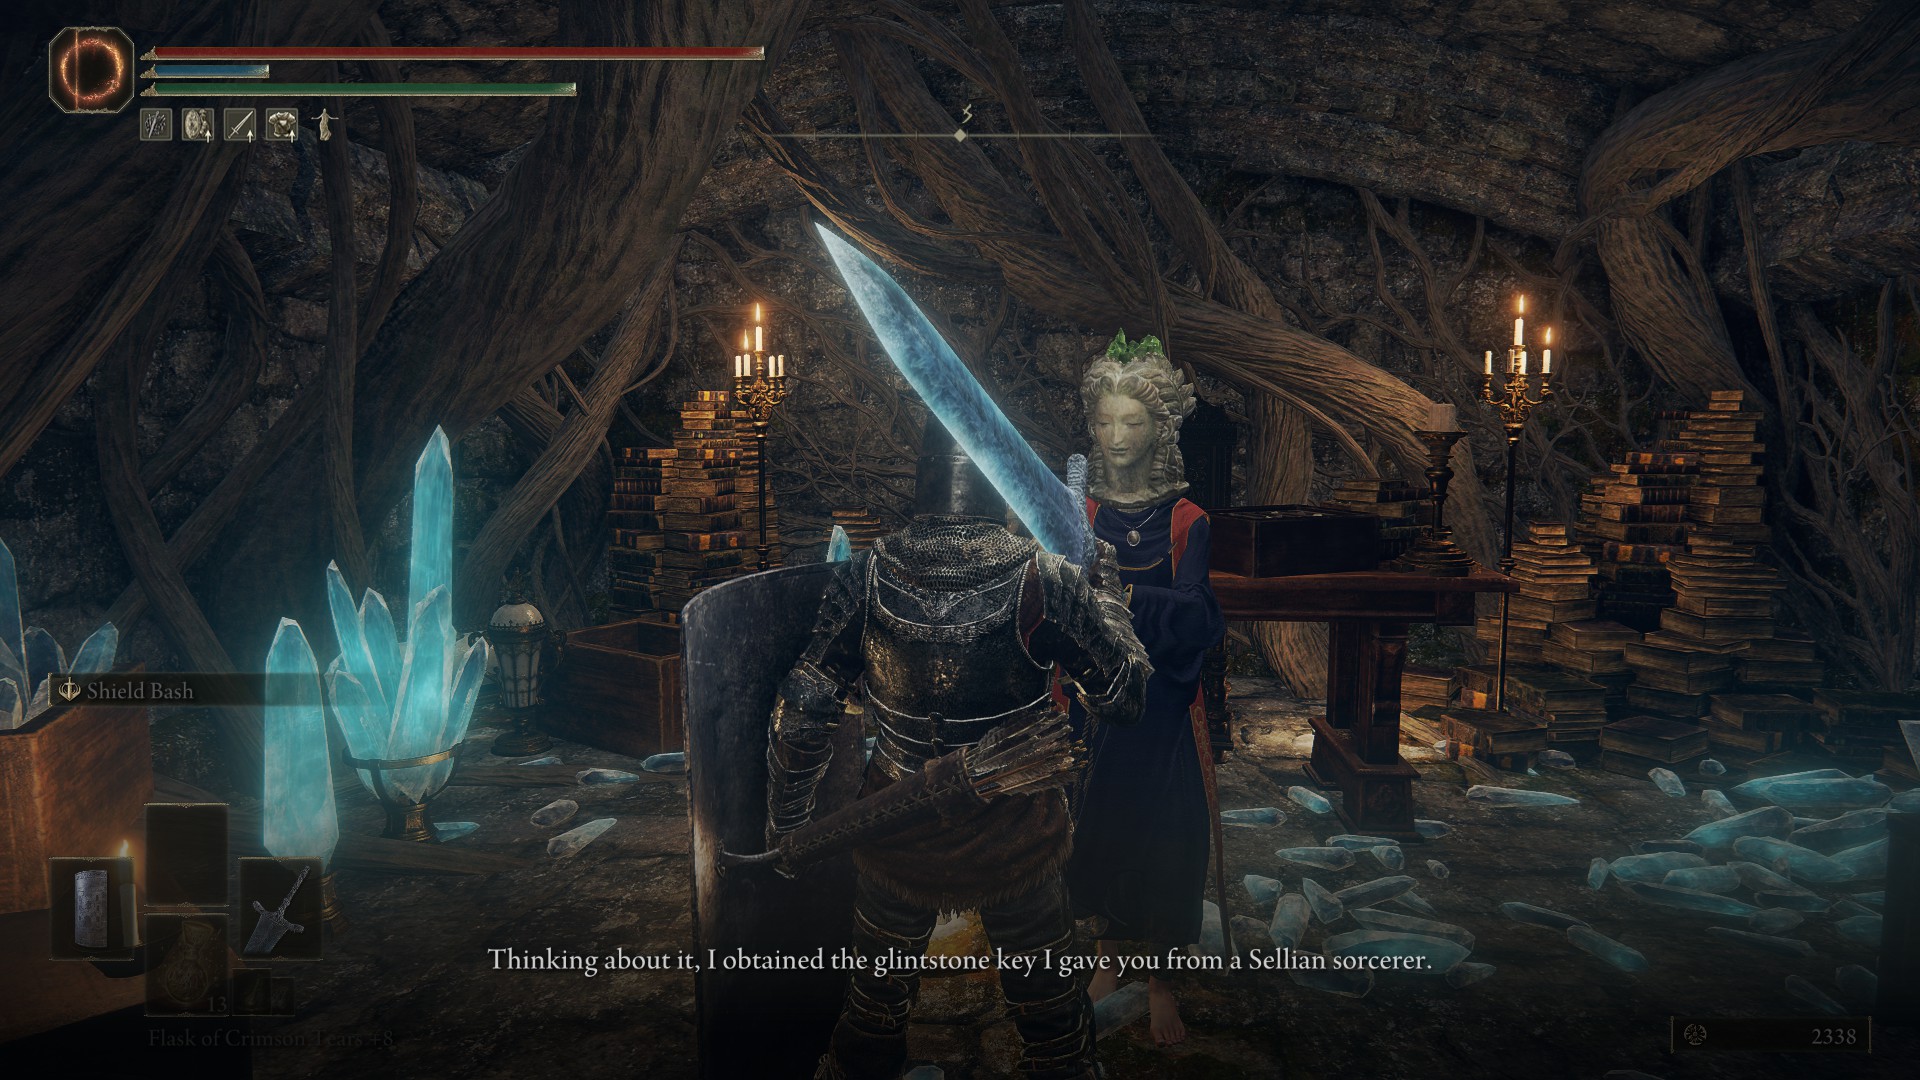 Shield Bash
Thinking about it, I obtained the glintstone key I gave you from a Sellian sorcerer.
13
Flask of Crimson Tears +8
2338